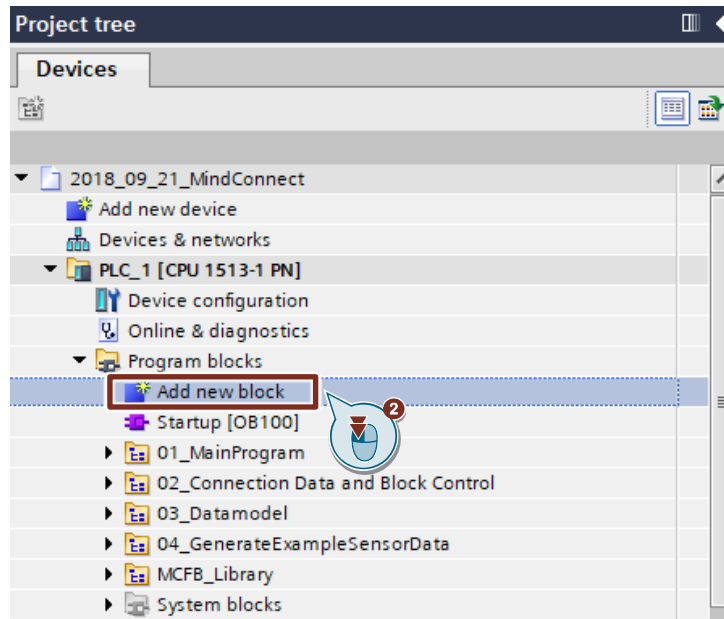 Project tree
Devices
2018_09_21_MindConnect
Add new device
Devices & networks
PLC_1 [CPU 1513-1 PN]
Device configuration
Online & diagnostics
Program blocks
Add new block
2
Startup [OB100]
01_MainProgram
02_Connection Data and Block Control
03_Datamodel
04_GenerateExampleSensorData
MCFB_Library
System blocks